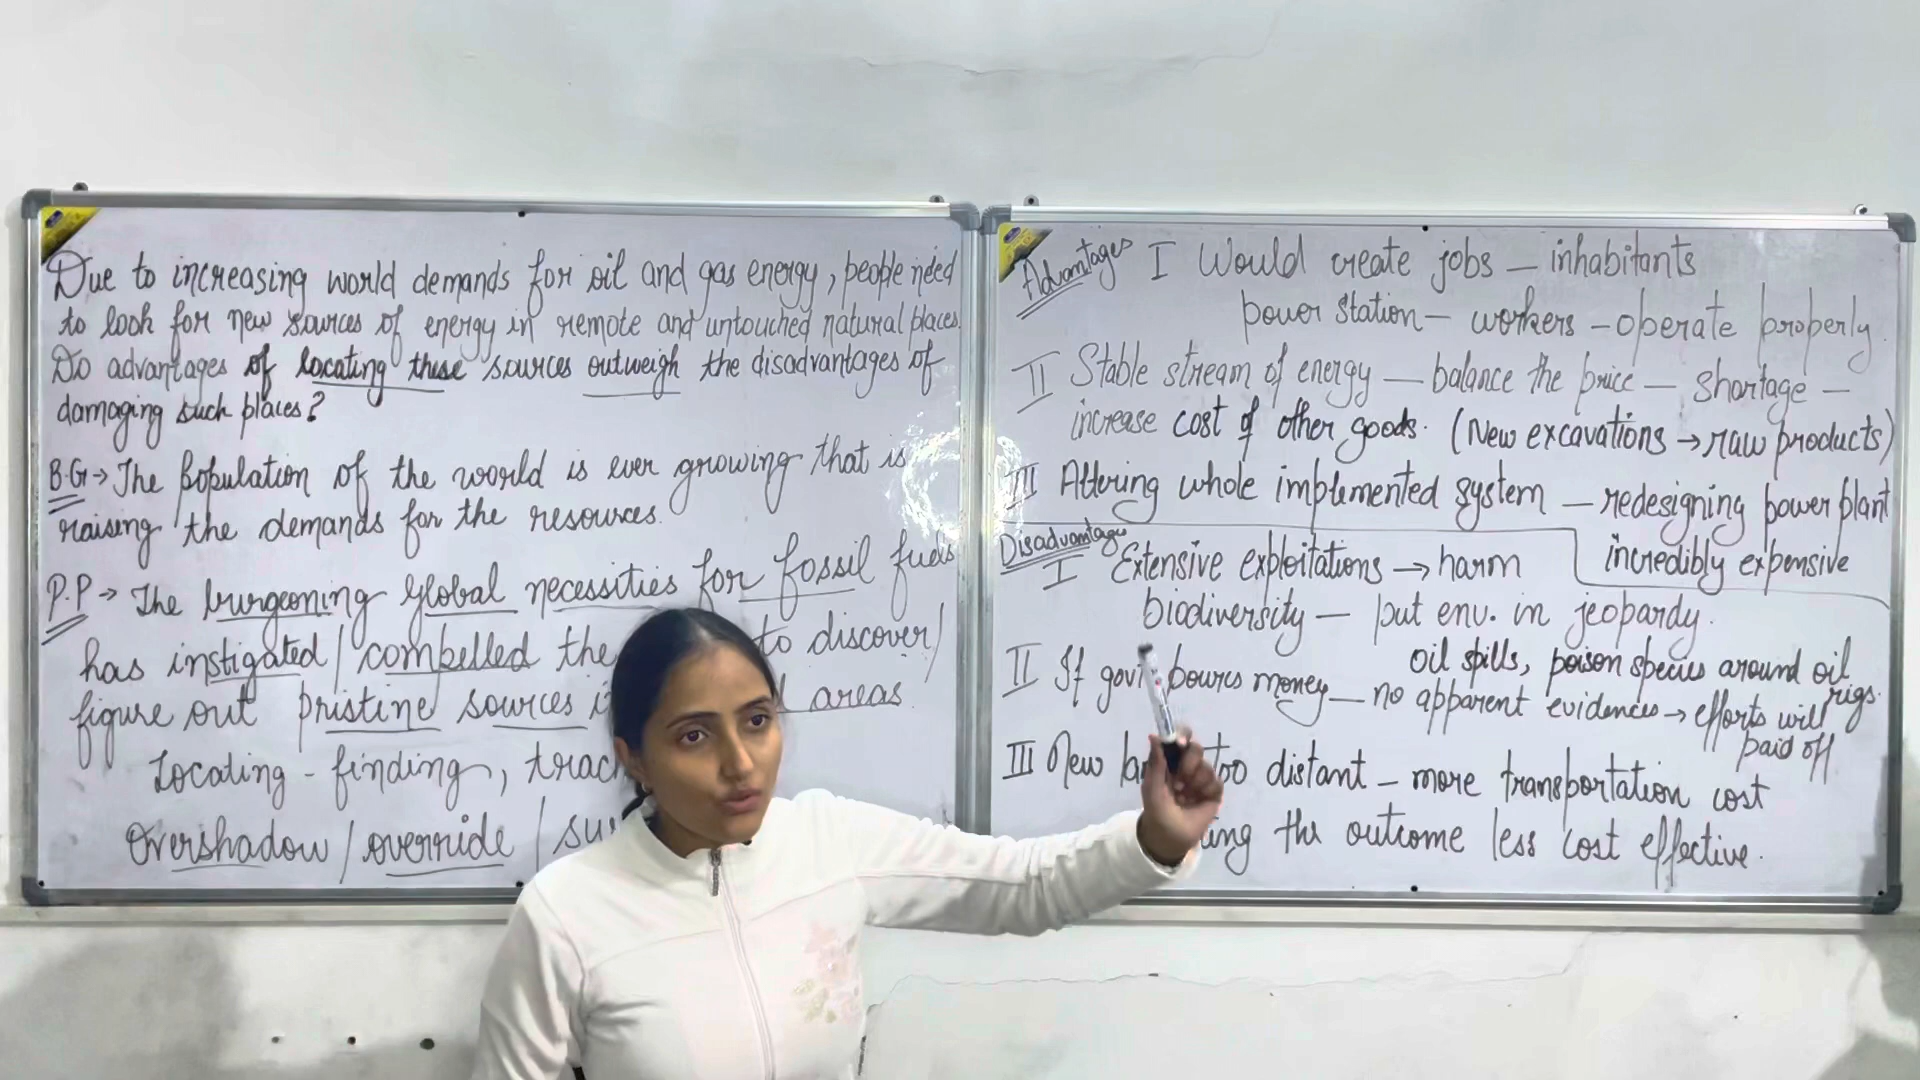 Due to increasing world demands for oil and gas energy, people need
to look for new sources of energy in remote and untouched natural places.
Do advantages of locating these sources outweigh the disadvantages of
damaging such places?
B.G → The population of the world is ever growing that is
raising the demands for the resources.
P.P → The burgeoning global necessities for fossil fuels
has instigated / compelled the to discover /
figure out pristine sources areas.
Locating - finding,
Overshadow / override /
Advantages I Would create jobs – inhabitants
power station – workers – operate properly.
II Stable stream of energy – balance the price – shortage –
increase cost of other goods. (New excavations → raw products)
III Altering whole implemented system – redesigning power plant
incredibly expensive
Disadvantages
I Extensive exploitations → harm
biodiversity – put env. in jeopardy.
oil spills, poison species around oil
rigs.
II If pours money – no apparent evidences → efforts will
paid off
III New too distant – more transportation cost
the outcome less cost effective.